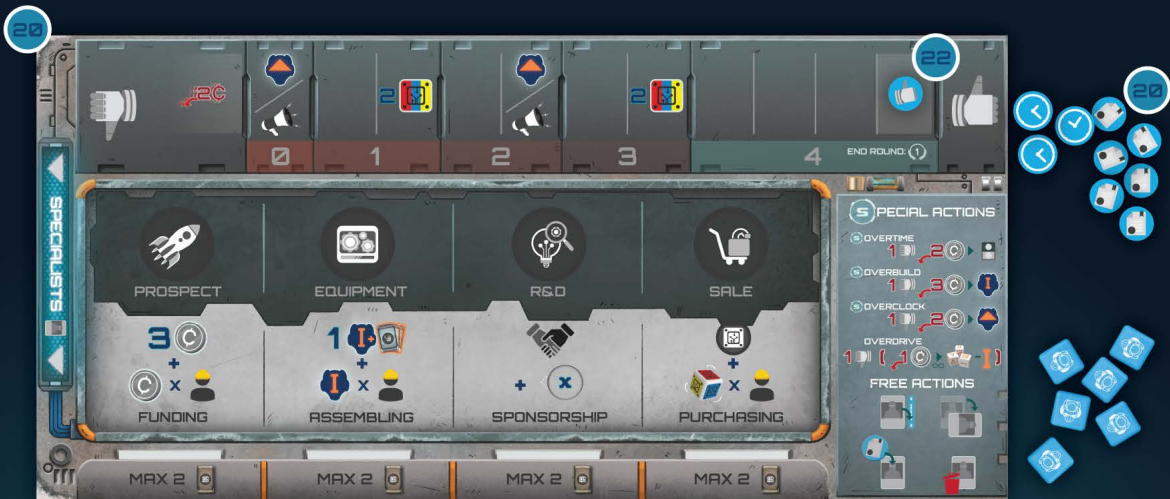 20
22
20
2C
2
2
0
1
2
3
4
END ROUND: 1
SPECIALISTS
PROSPECT
EQUIPMENT
R&D
SALE
3 C
+
C x
FUNDING
1 I+
+
I x
ASSEMBLING
+ x
SPONSORSHIP
+
x
PURCHASING
MAX 2
MAX 2
MAX 2
MAX 2
SPECIAL ACTIONS
S OVERTIME
1 2 C
S OVERBUILD
1 3 C I
S OVERCLOCK
1 2 C
OVERDRIVE
1 [ 1 C - I ]
FREE ACTIONS